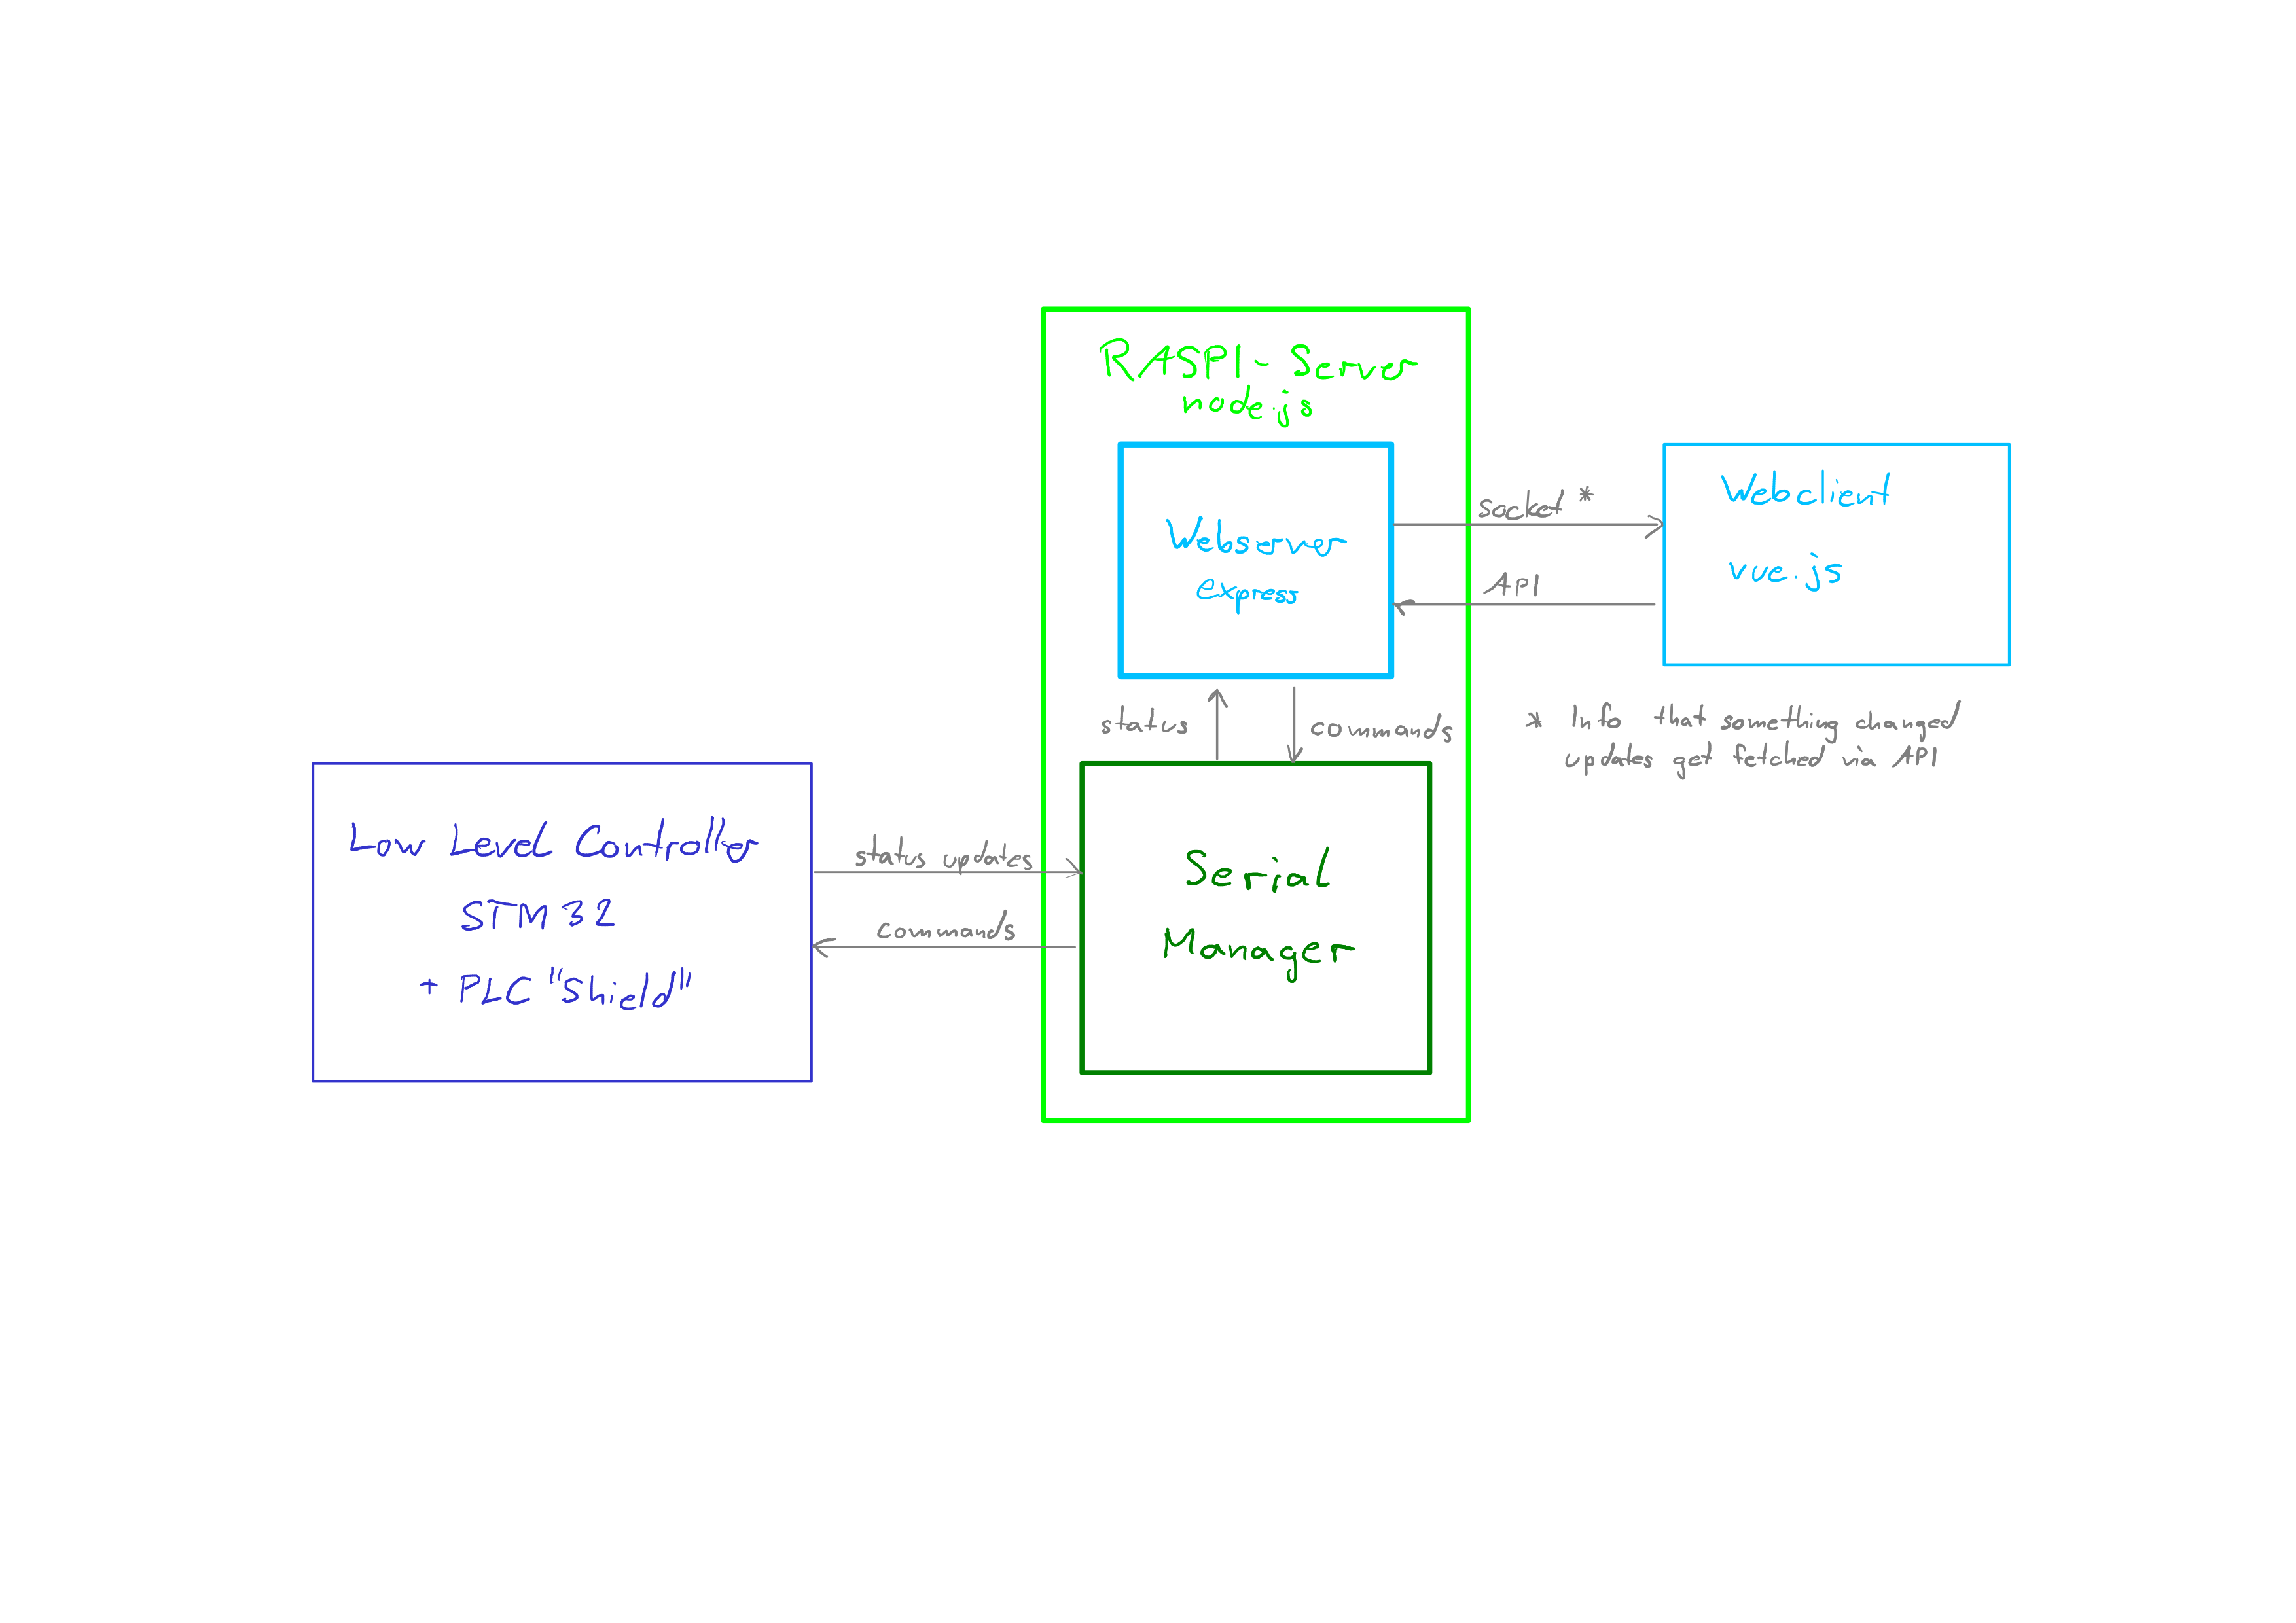 RASPI-Server
node.js
Webserver
express
socket *
API
Webclient
vue.js
* Info that something changed
updates get fetched via API
status
commands
Low Level Controller
STM32
+ PLC "Shield"
status updates
commands
Serial
Manager